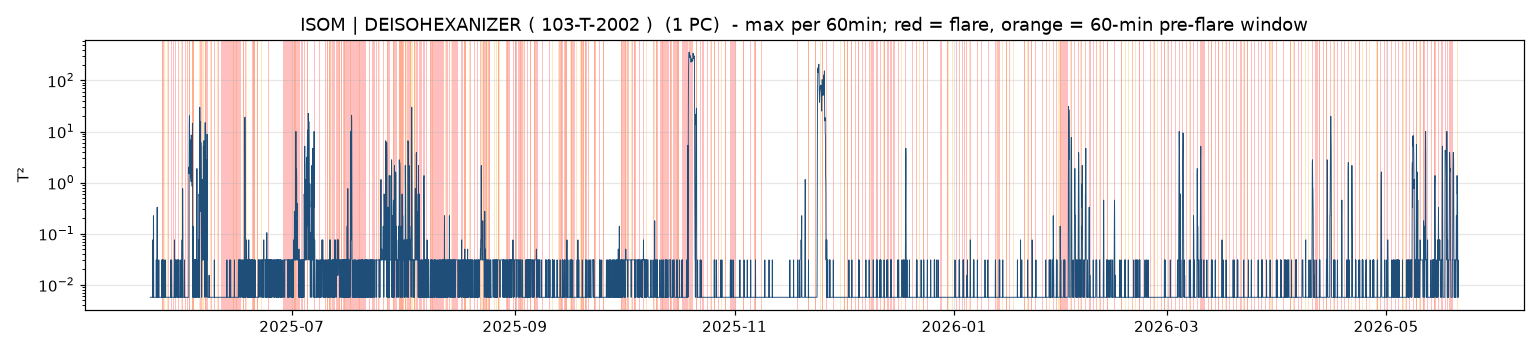 ISOM | DEISOHEXANIZER ( 103-T-2002 )  (1 PC)  - max per 60min; red = flare, orange = 60-min pre-flare window
T²
10²
10¹
10⁰
10⁻¹
10⁻²
2025-07 2025-09 2025-11 2026-01 2026-03 2026-05